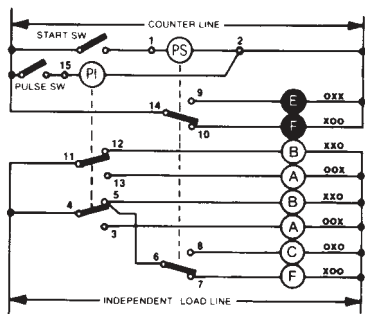 COUNTER LINE
START SW
1 PS 2
15 PI
PULSE SW
9 E OXX
14
10 F XOO
12 B XXO
11
13 A OOX
5 B XXO
4
3 A OOX
8 C OXO
6
7 F XOO
INDEPENDENT LOAD LINE